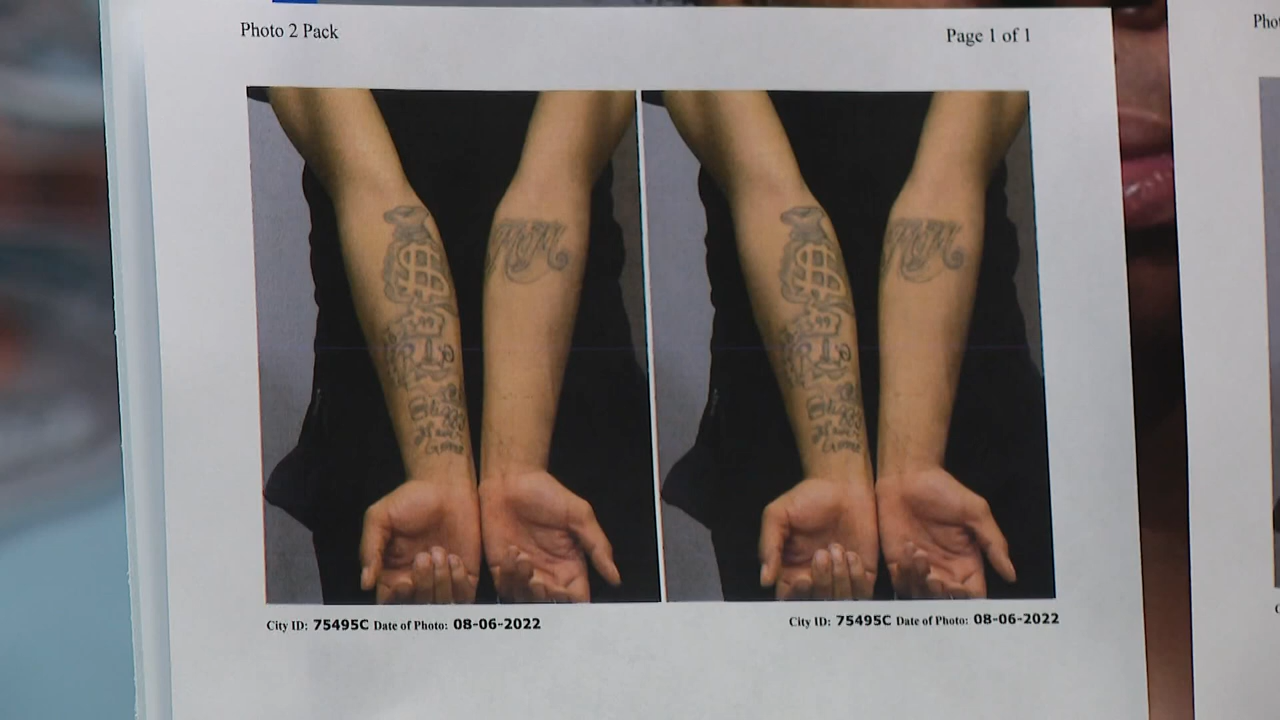 Photo 2 Pack
Page 1 of 1
Pho
$
$
City ID: 75495C Date of Photo: 08-06-2022
City ID: 75495C Date of Photo: 08-06-2022